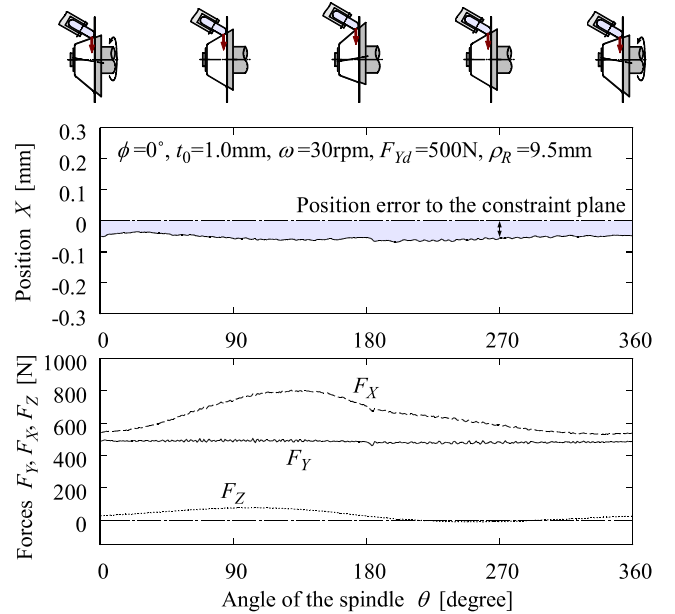 0.3
ϕ=0˚, t₀=1.0mm, ω=30rpm, F_Yd=500N, ρ_R=9.5mm
0.2
0.1
Position error to the constraint plane
0
-0.1
-0.2
-0.3
Position X [mm]
0 90 180 270 360
1000
800
600
400
200
0
F_X
F_Y
F_Z
Forces F_Y, F_X, F_Z [N]
0 90 180 270 360
Angle of the spindle θ [degree]